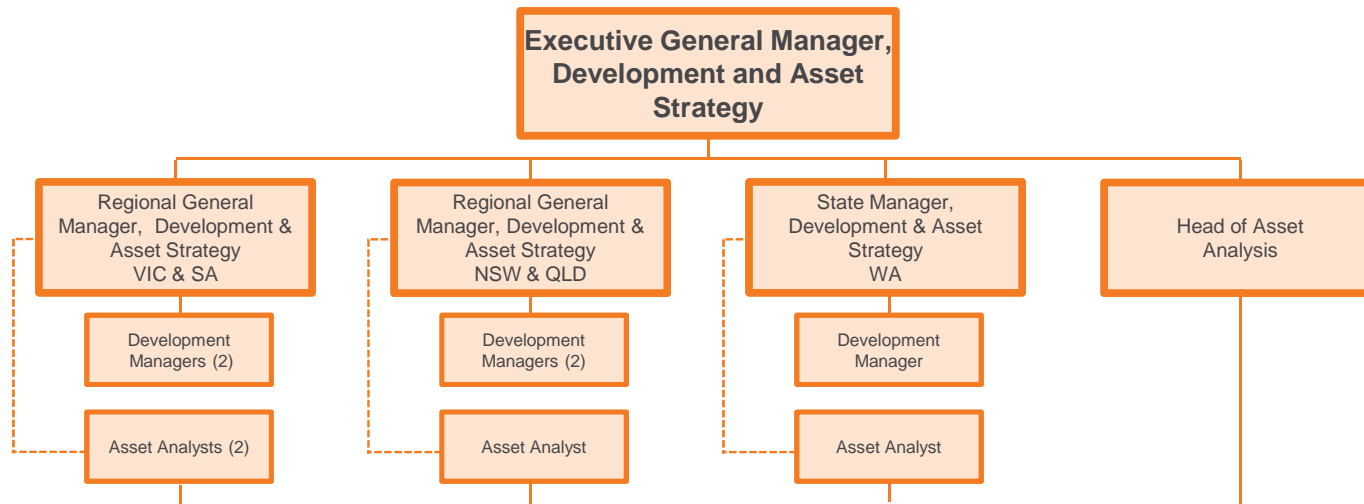 Executive General Manager,
Development and Asset
Strategy
Regional General
Manager, Development &
Asset Strategy
VIC & SA
Regional General
Manager, Development &
Asset Strategy
NSW & QLD
State Manager,
Development & Asset
Strategy
WA
Head of Asset
Analysis
Development
Managers (2)
Development
Managers (2)
Development
Manager
Asset Analysts (2)
Asset Analyst
Asset Analyst